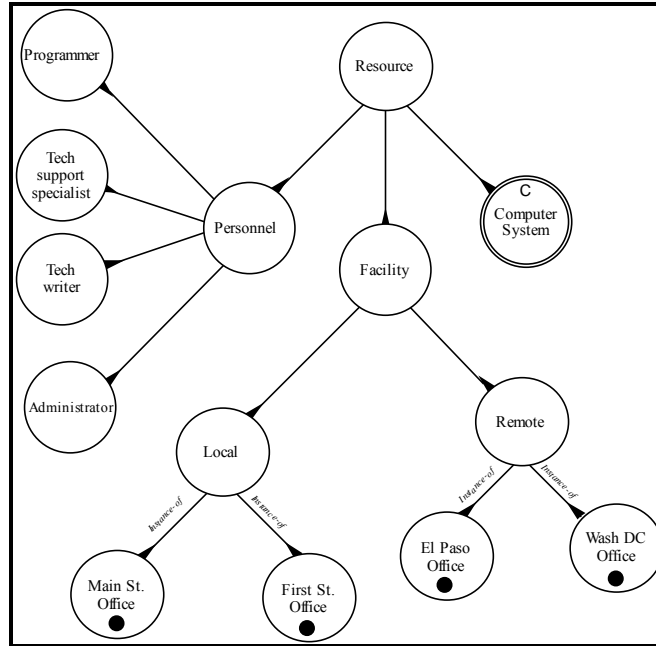 Programmer
Resource
Tech
support
specialist
C
Computer
System
Personnel
Tech
writer
Facility
Administrator
Local
Remote
Instance-of
Instance-of
Instance-of
Instance-of
Main St.
Office
First St.
Office
El Paso
Office
Wash DC
Office